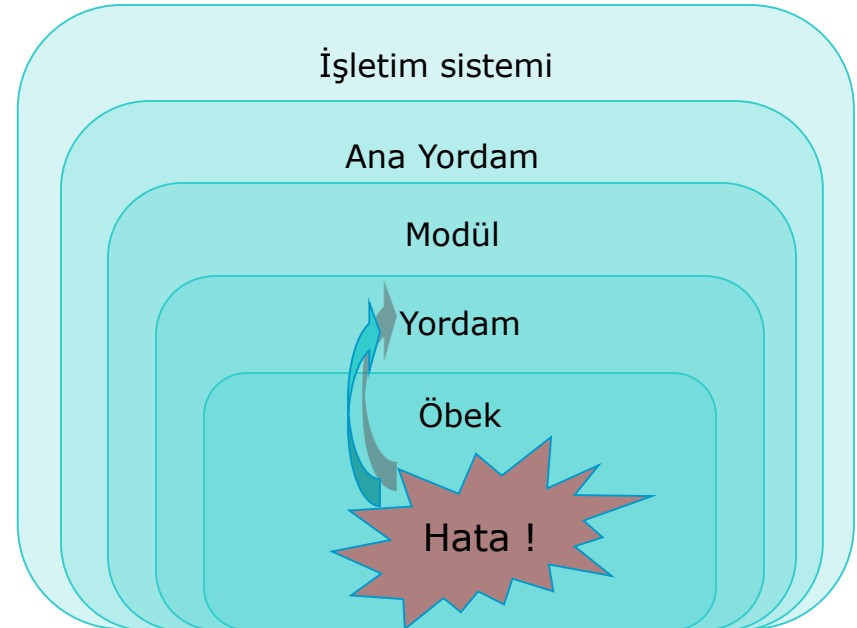 İşletim sistemi
Ana Yordam
Modül
Yordam
Öbek
Hata !